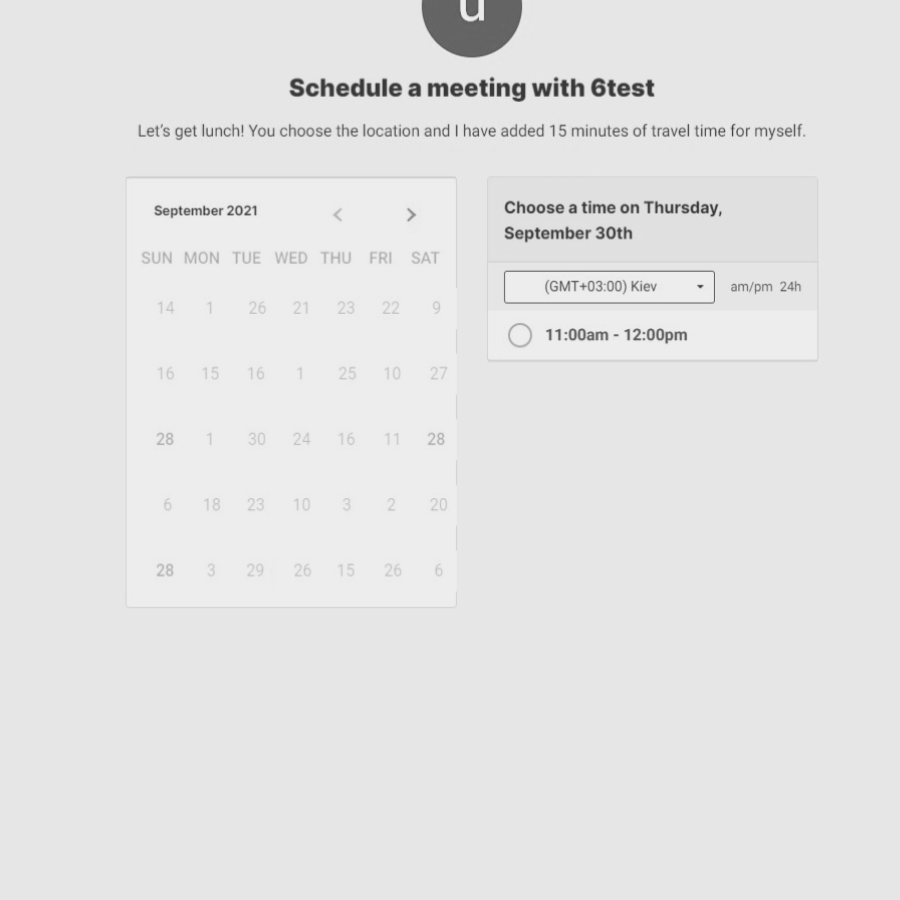 u
Schedule a meeting with 6test
Let's get lunch! You choose the location and I have added 15 minutes of travel time for myself.
September 2021
SUN MON TUE WED THU FRI SAT
14 1 26 21 23 22 9
16 15 16 1 25 10 27
28 1 30 24 16 11 28
6 18 23 10 3 2 20
28 3 29 26 15 26 6
Choose a time on Thursday,
September 30th
(GMT+03:00) Kiev am/pm 24h
11:00am - 12:00pm